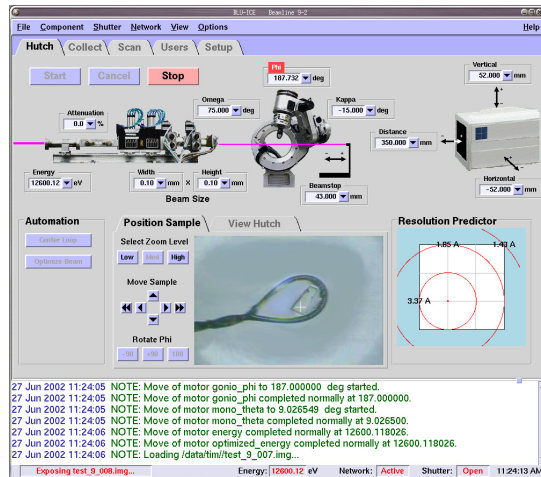 BLU-ICE Beamline 9-2
File Component Shutter Network View Options Help
Hutch Collect Scan Users Setup
Start Cancel Stop
Phi
187.732 deg
Vertical
52.000 mm
Omega
75.000 deg
Kappa
-15.000 deg
Attenuation
0.0 %
Distance
350.000 mm
Energy
12600.12 eV
Width
0.10 mm
×
Height
0.10 mm
Beam Size
Beamstop
43.000 mm
Horizontal
-52.000 mm
Automation
Center Loop
Optimize Beam
Position Sample View Hutch
Select Zoom Level
Low Med High
Move Sample
Rotate Phi
-90 +90 180
Resolution Predictor
1.85 A 1.41 A
3.37 A
27 Jun 2002 11:24:05 NOTE: Move of motor gonio_phi to 187.000000 deg started.
27 Jun 2002 11:24:05 NOTE: Move of motor gonio_phi completed normally at 187.000000.
27 Jun 2002 11:24:05 NOTE: Move of motor mono_theta to 9.026549 deg started.
27 Jun 2002 11:24:05 NOTE: Move of motor mono_theta completed normally at 9.026500.
27 Jun 2002 11:24:06 NOTE: Move of motor energy completed normally at 12600.118026.
27 Jun 2002 11:24:06 NOTE: Move of motor optimized_energy completed normally at 12600.118026.
27 Jun 2002 11:24:06 NOTE: Loading /data/tim//test_9_007.img...
Exposing test_9_008.img... Energy: 12600.12 eV Network: Active Shutter: Open 11:24:13 AM